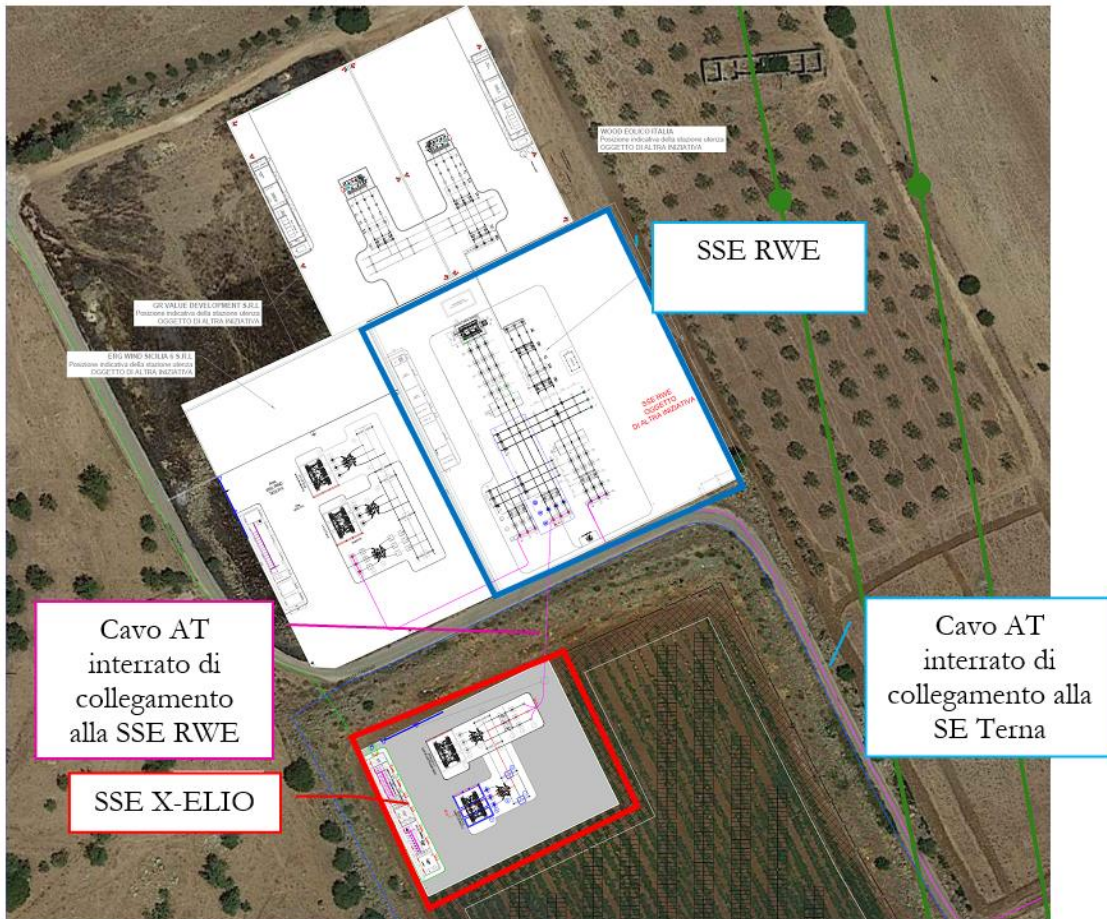 WOOD EOLICO ITALIA
Posizione indicativa della stazione utenza
OGGETTO DI ALTRA INIZIATIVA
SSE RWE
GR VALUE DEVELOPMENT S.R.L
Posizione indicativa della stazione utenza
OGGETTO DI ALTRA INIZIATIVA
ERG WIND SICILIA 6 S.R.L
Posizione indicativa della stazione utenza
OGGETTO DI ALTRA INIZIATIVA
SSE RWE
OGGETTO
DI ALTRA INIZIATIVA
Cavo AT
interrato di
collegamento
alla SSE RWE
Cavo AT
interrato di
collegamento alla
SE Terna
SSE X-ELIO